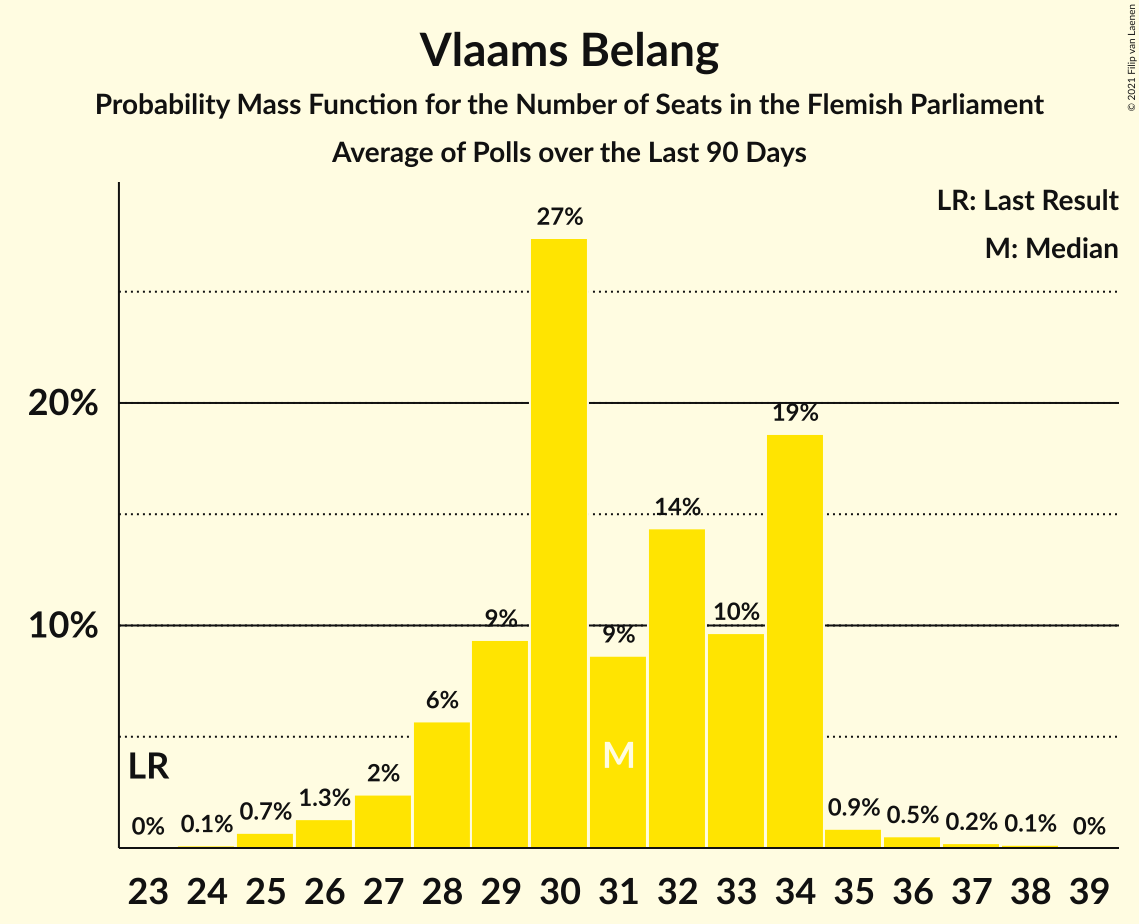 © 2021 Filip van Laenen
Vlaams Belang
Probability Mass Function for the Number of Seats in the Flemish Parliament
Average of Polls over the Last 90 Days
LR: Last Result
M: Median
20%
10%
0%
0.1%
0.7%
1.3%
2%
6%
9%
27%
9%
14%
10%
19%
0.9%
0.5%
0.2%
0.1%
0%
LR
M
23 24 25 26 27 28 29 30 31 32 33 34 35 36 37 38 39